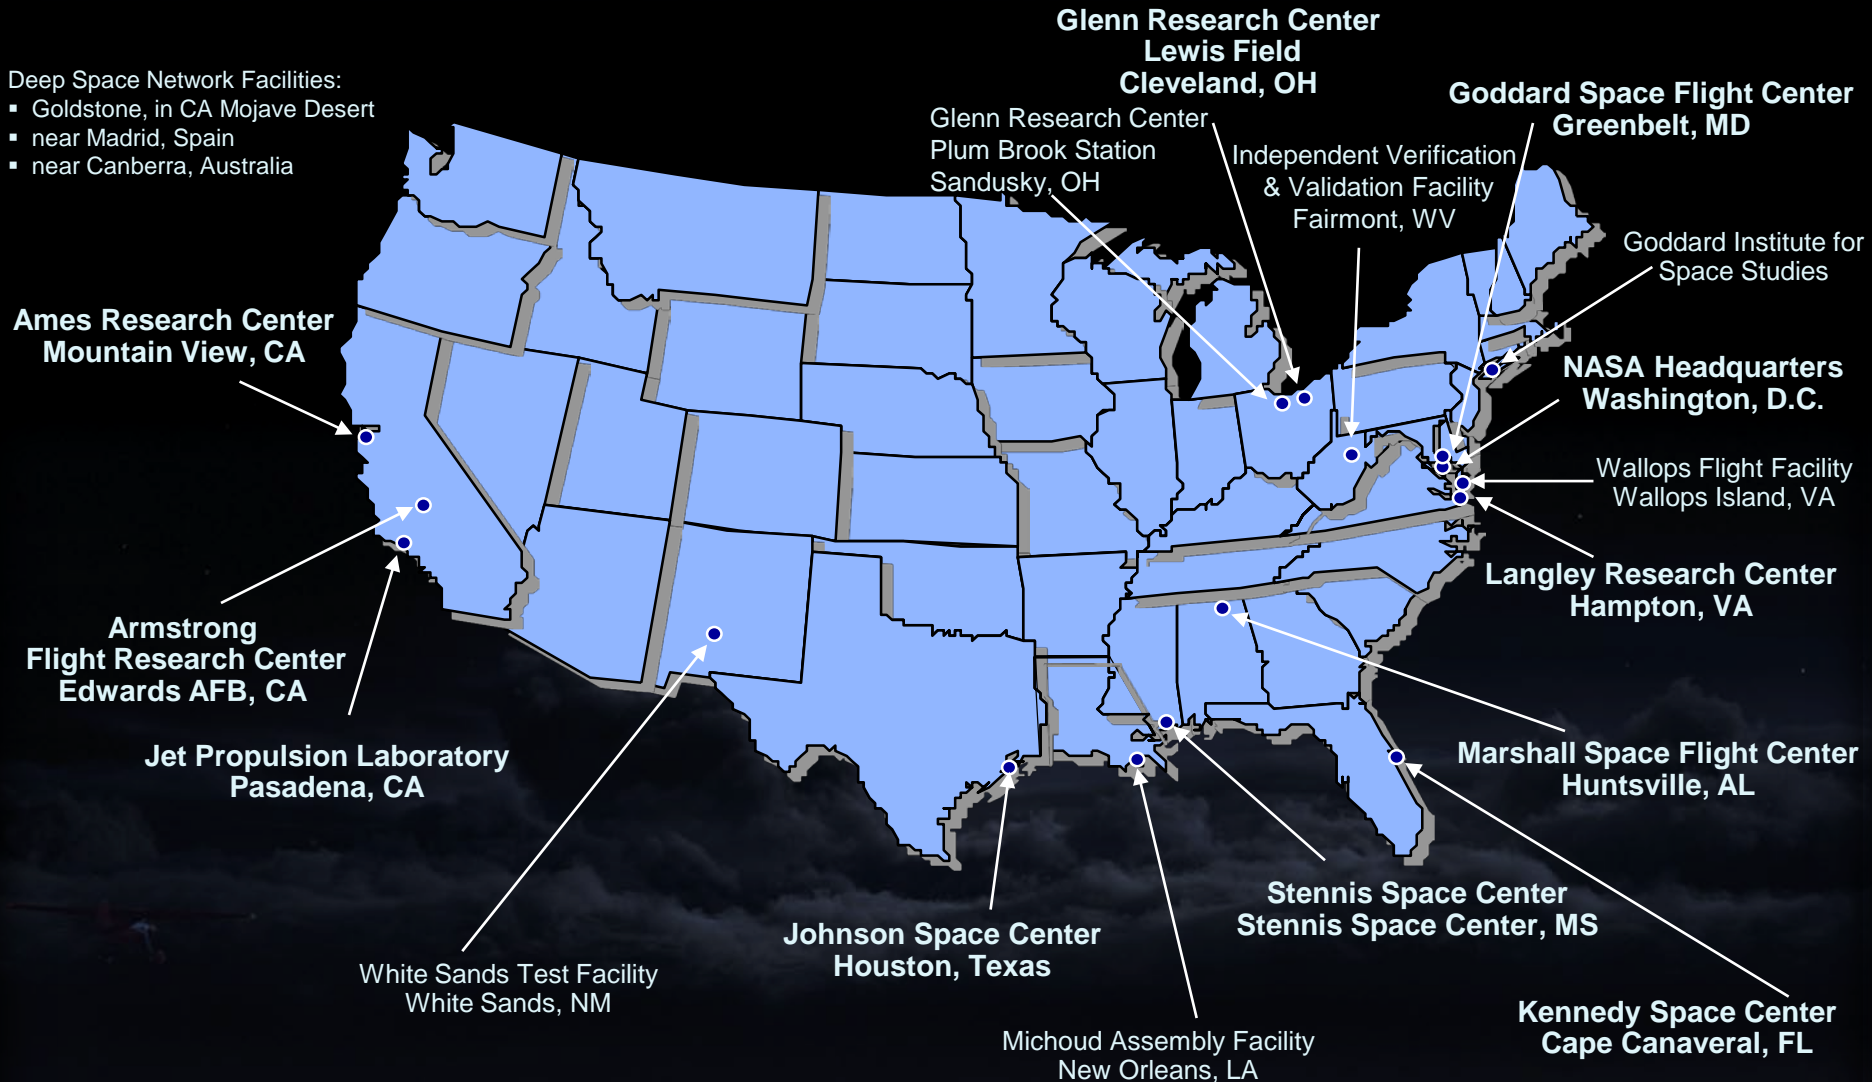 Glenn Research Center
Lewis Field
Cleveland, OH
Deep Space Network Facilities:
▪ Goldstone, in CA Mojave Desert
▪ near Madrid, Spain
▪ near Canberra, Australia
Goddard Space Flight Center
Greenbelt, MD
Glenn Research Center
Plum Brook Station
Sandusky, OH
Independent Verification
& Validation Facility
Fairmont, WV
Goddard Institute for
Space Studies
Ames Research Center
Mountain View, CA
NASA Headquarters
Washington, D.C.
Wallops Flight Facility
Wallops Island, VA
Langley Research Center
Hampton, VA
Armstrong
Flight Research Center
Edwards AFB, CA
Jet Propulsion Laboratory
Pasadena, CA
Marshall Space Flight Center
Huntsville, AL
Stennis Space Center
Stennis Space Center, MS
Johnson Space Center
Houston, Texas
White Sands Test Facility
White Sands, NM
Kennedy Space Center
Cape Canaveral, FL
Michoud Assembly Facility
New Orleans, LA